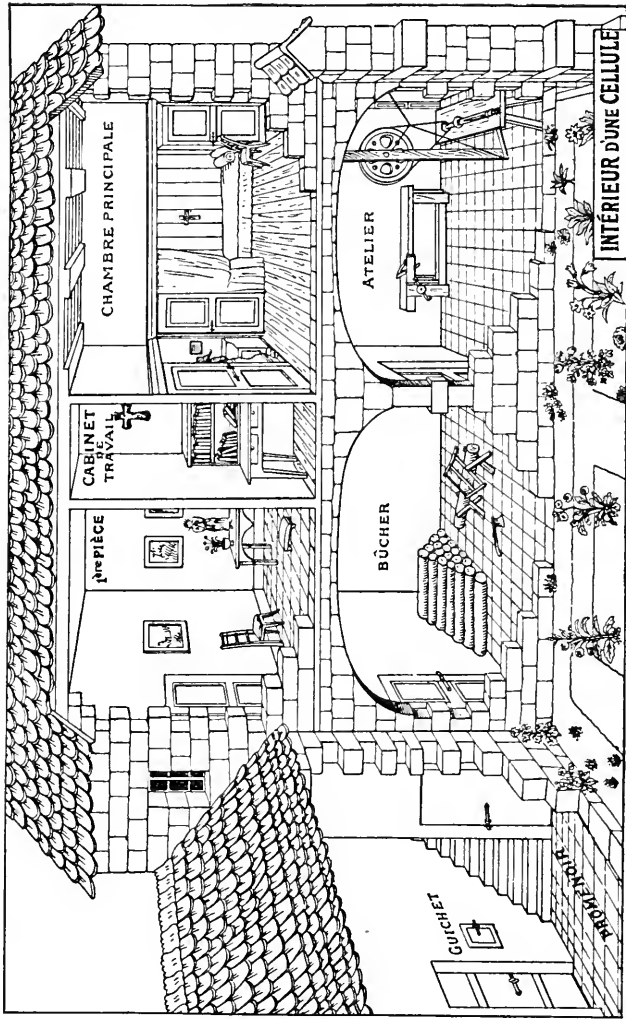 1ère PIÈCE
CABINET
DE
TRAVAIL
CHAMBRE PRINCIPALE
GUICHET
PROMENOIR
BÛCHER
ATELIER
INTÉRIEUR D'UNE CELLULE